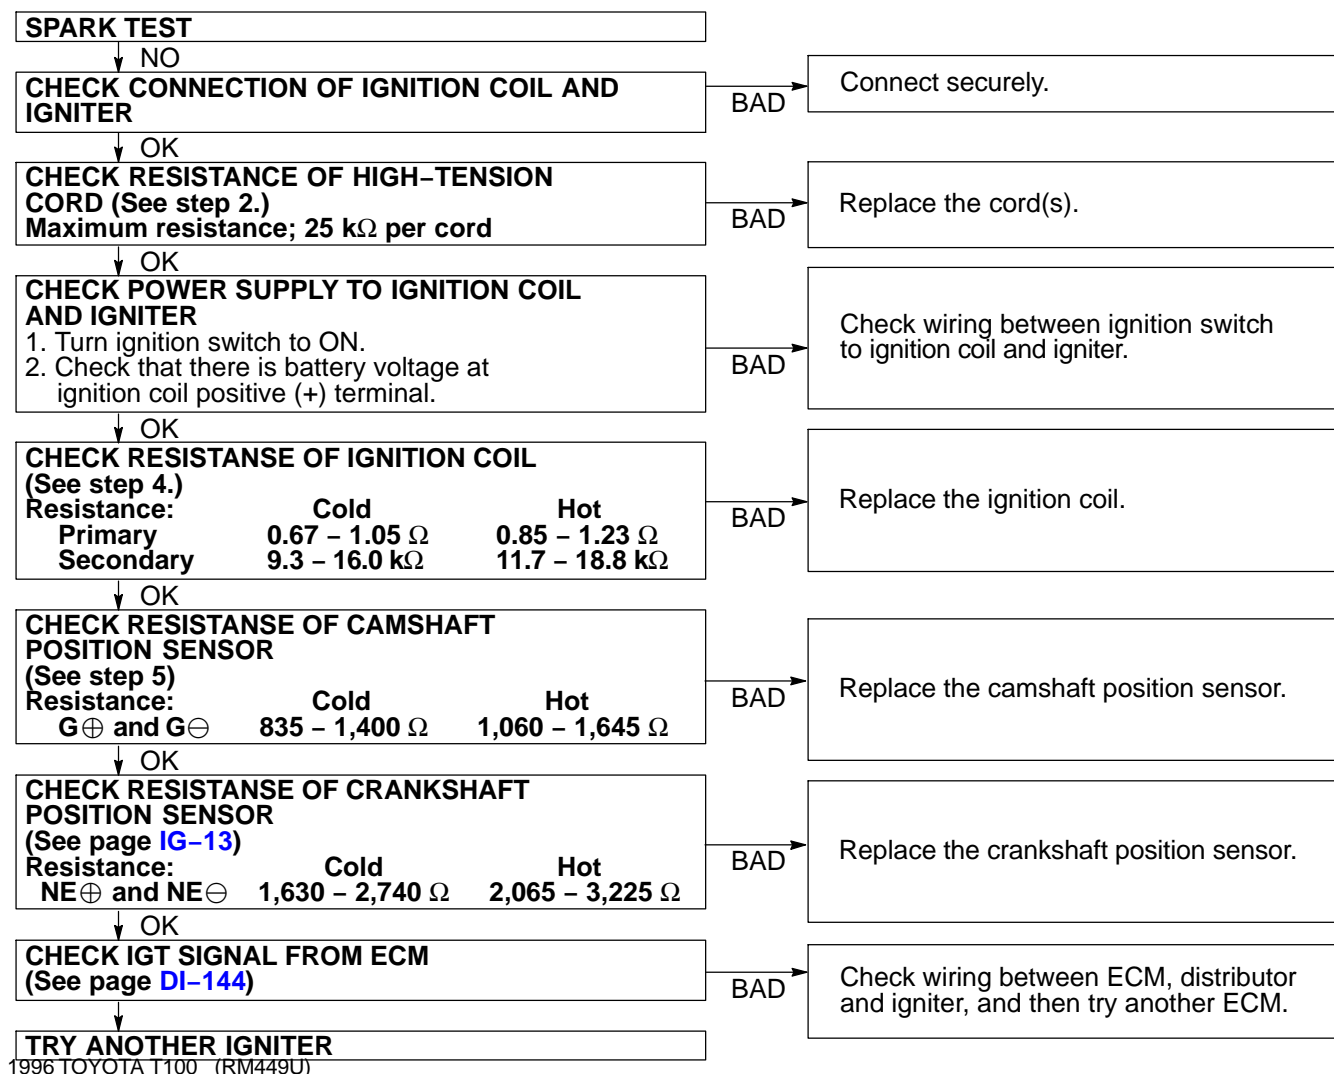 SPARK TEST
NO
CHECK CONNECTION OF IGNITION COIL AND
IGNITER
BAD
Connect securely.
OK
CHECK RESISTANCE OF HIGH–TENSION
CORD (See step 2.)
Maximum resistance; 25 kΩ per cord
BAD
Replace the cord(s).
OK
CHECK POWER SUPPLY TO IGNITION COIL
AND IGNITER
1. Turn ignition switch to ON.
2. Check that there is battery voltage at
ignition coil positive (+) terminal.
BAD
Check wiring between ignition switch
to ignition coil and igniter.
OK
CHECK RESISTANSE OF IGNITION COIL
(See step 4.)
Resistance: Cold Hot
Primary 0.67 – 1.05 Ω 0.85 – 1.23 Ω
Secondary 9.3 – 16.0 kΩ 11.7 – 18.8 kΩ
BAD
Replace the ignition coil.
OK
CHECK RESISTANSE OF CAMSHAFT
POSITION SENSOR
(See step 5)
Resistance: Cold Hot
G⊕ and G⊖ 835 – 1,400 Ω 1,060 – 1,645 Ω
BAD
Replace the camshaft position sensor.
OK
CHECK RESISTANSE OF CRANKSHAFT
POSITION SENSOR
(See page IG–13)
Resistance: Cold Hot
NE⊕ and NE⊖ 1,630 – 2,740 Ω 2,065 – 3,225 Ω
BAD
Replace the crankshaft position sensor.
OK
CHECK IGT SIGNAL FROM ECM
(See page DI–144)
BAD
Check wiring between ECM, distributor
and igniter, and then try another ECM.
TRY ANOTHER IGNITER
1996 TOYOTA T100 (RM449U)